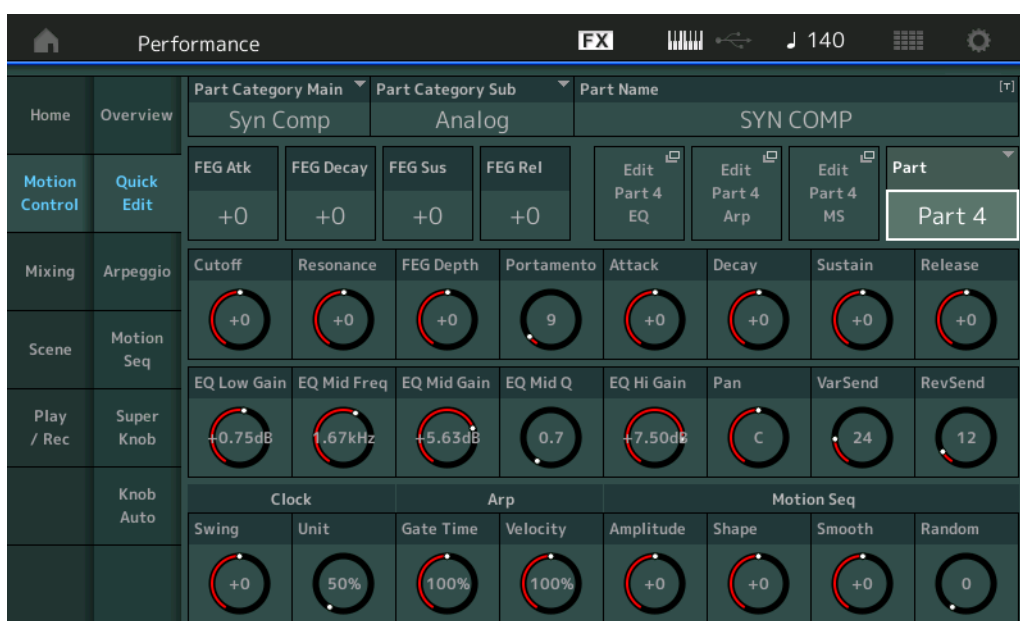 Performance
FX
♩ 140
Home
Motion
Control
Mixing
Scene
Play
/ Rec
Overview
Quick
Edit
Arpeggio
Motion
Seq
Super
Knob
Knob
Auto
Part Category Main
Part Category Sub
Part Name
[T]
Syn Comp
Analog
SYN COMP
FEG Atk
FEG Decay
FEG Sus
FEG Rel
+0
+0
+0
+0
Edit
Part 4
EQ
Edit
Part 4
Arp
Edit
Part 4
MS
Part
Part 4
Cutoff
Resonance
FEG Depth
Portamento
Attack
Decay
Sustain
Release
+0
+0
+0
9
+0
+0
+0
+0
EQ Low Gain
EQ Mid Freq
EQ Mid Gain
EQ Mid Q
EQ Hi Gain
Pan
VarSend
RevSend
+0.75dB
1.67kHz
+5.63dB
0.7
+7.50dB
C
24
12
Clock
Arp
Motion Seq
Swing
Unit
Gate Time
Velocity
Amplitude
Shape
Smooth
Random
+0
50%
100%
100%
+0
+0
+0
0